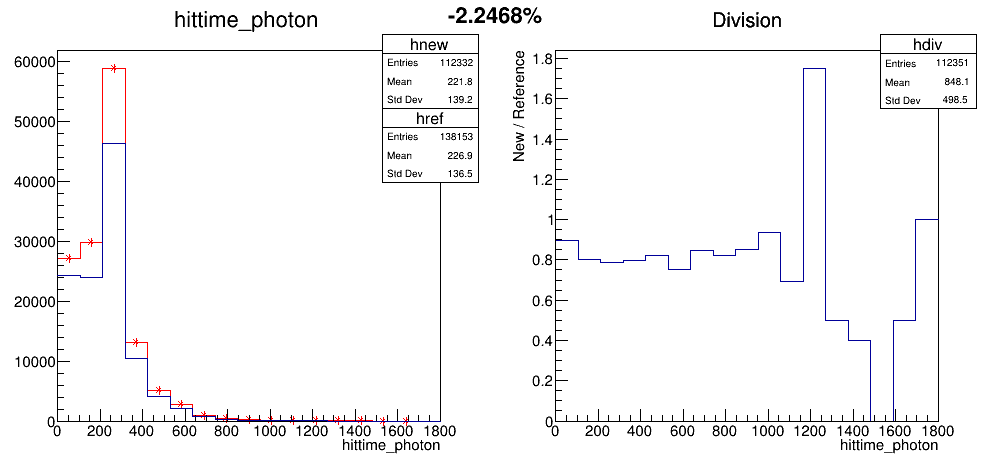 hittime_photon
-2.2468%
Division
hnew
Entries 112332
Mean 221.8
Std Dev 139.2
href
Entries 138153
Mean 226.9
Std Dev 136.5
60000
50000
40000
30000
20000
10000
0
0 200 400 600 800 1000 1200 1400 1600 1800
hittime_photon
hdiv
Entries 112351
Mean 848.1
Std Dev 498.5
New / Reference
1.8
1.6
1.4
1.2
1
0.8
0.6
0.4
0.2
0
0 200 400 600 800 1000 1200 1400 1600 1800
hittime_photon